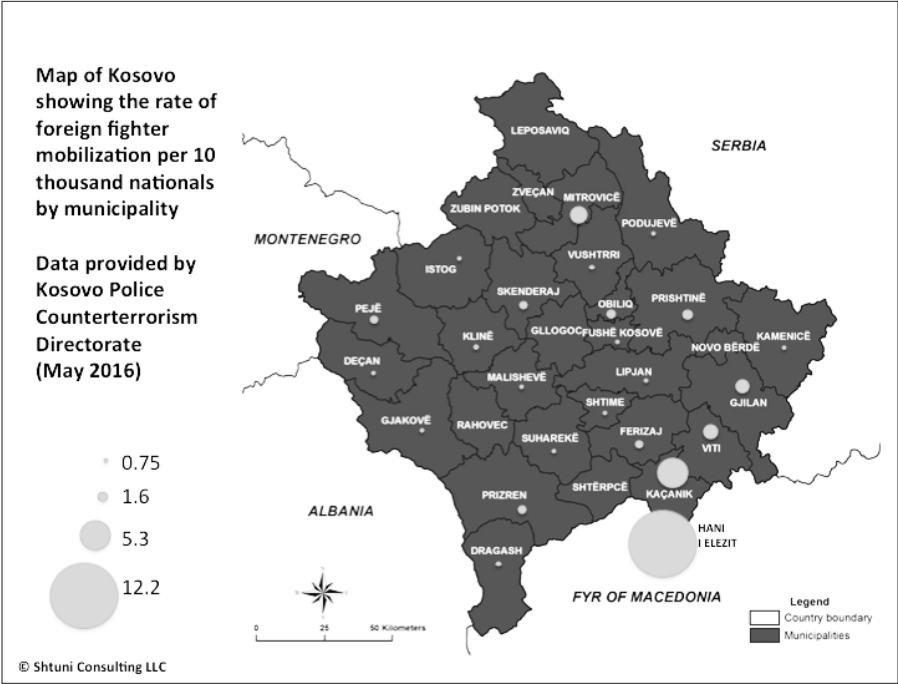 Map of Kosovo
showing the rate of
foreign fighter
mobilization per 10
thousand nationals
by municipality
Data provided by
Kosovo Police
Counterterrorism
Directorate
(May 2016)
0.75
1.6
5.3
12.2
© Shtuni Consulting LLC
SERBIA
MONTENEGRO
ALBANIA
FYR OF MACEDONIA
LEPOSAVIQ
ZVEÇAN
MITROVICË
ZUBIN POTOK
PODUJEVË
VUSHTRRI
ISTOG
SKENDERAJ
OBILIQ
PRISHTINË
PEJË
KLINË
GLLOGOC
FUSHË KOSOVË
KAMENICË
NOVO BËRDË
DEÇAN
MALISHEVË
LIPJAN
SHTIME
GJILAN
GJAKOVË
RAHOVEC
SUHAREKË
FERIZAJ
VITI
PRIZREN
SHTËRPCË
KAÇANIK
HANI
I ELEZIT
DRAGASH
0 25 50 Kilometers
Legend
Country boundary
Municipalities